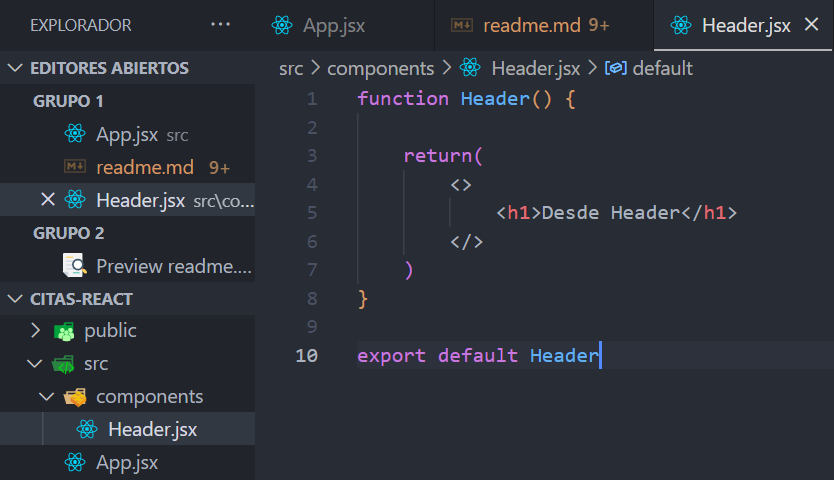 EXPLORADOR ···
App.jsx
readme.md 9+
Header.jsx
EDITORES ABIERTOS
GRUPO 1
App.jsx src
readme.md 9+
Header.jsx src\co...
GRUPO 2
Preview readme....
CITAS-REACT
public
src
components
Header.jsx
App.jsx
src > components > Header.jsx > default
1 function Header() {
2
3 return(
4 <>
5 <h1>Desde Header</h1>
6 </>
7 )
8 }
9
10 export default Header